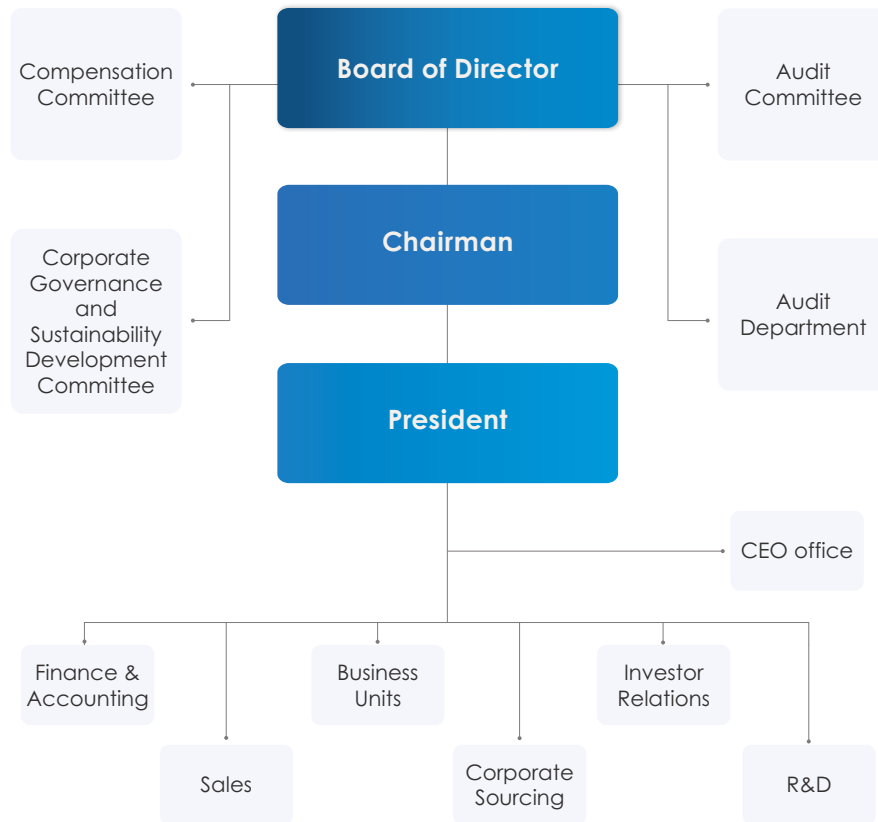 Compensation
Committee
Board of Director
Audit
Committee
Chairman
Corporate
Governance
and
Sustainability
Development
Committee
Audit
Department
President
CEO office
Finance &
Accounting
Business
Units
Investor
Relations
Sales
Corporate
Sourcing
R&D